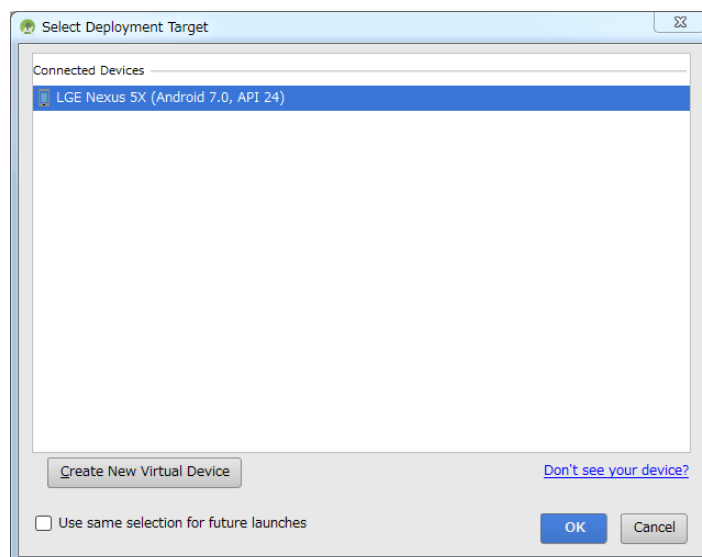 Select Deployment Target
Connected Devices
LGE Nexus 5X (Android 7.0, API 24)
Create New Virtual Device
Don't see your device?
Use same selection for future launches
OK
Cancel